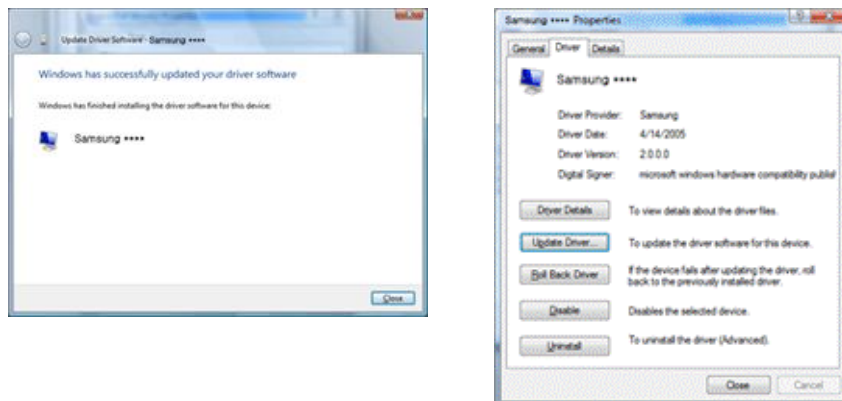 Update Driver Software - Samsung ****
Windows has successfully updated your driver software
Windows has finished installing the driver software for this device:
Samsung ****
Close
Samsung **** Properties
General Driver Details
Samsung ****
Driver Provider: Samsung
Driver Date: 4/14/2005
Driver Version: 2.0.0.0
Digital Signer: microsoft windows hardware compatibility publis
Driver Details To view details about the driver files.
Update Driver... To update the driver software for this device.
Roll Back Driver If the device fails after updating the driver, roll
back to the previously installed driver.
Disable Disables the selected device.
Uninstall To uninstall the driver (Advanced).
Close Cancel